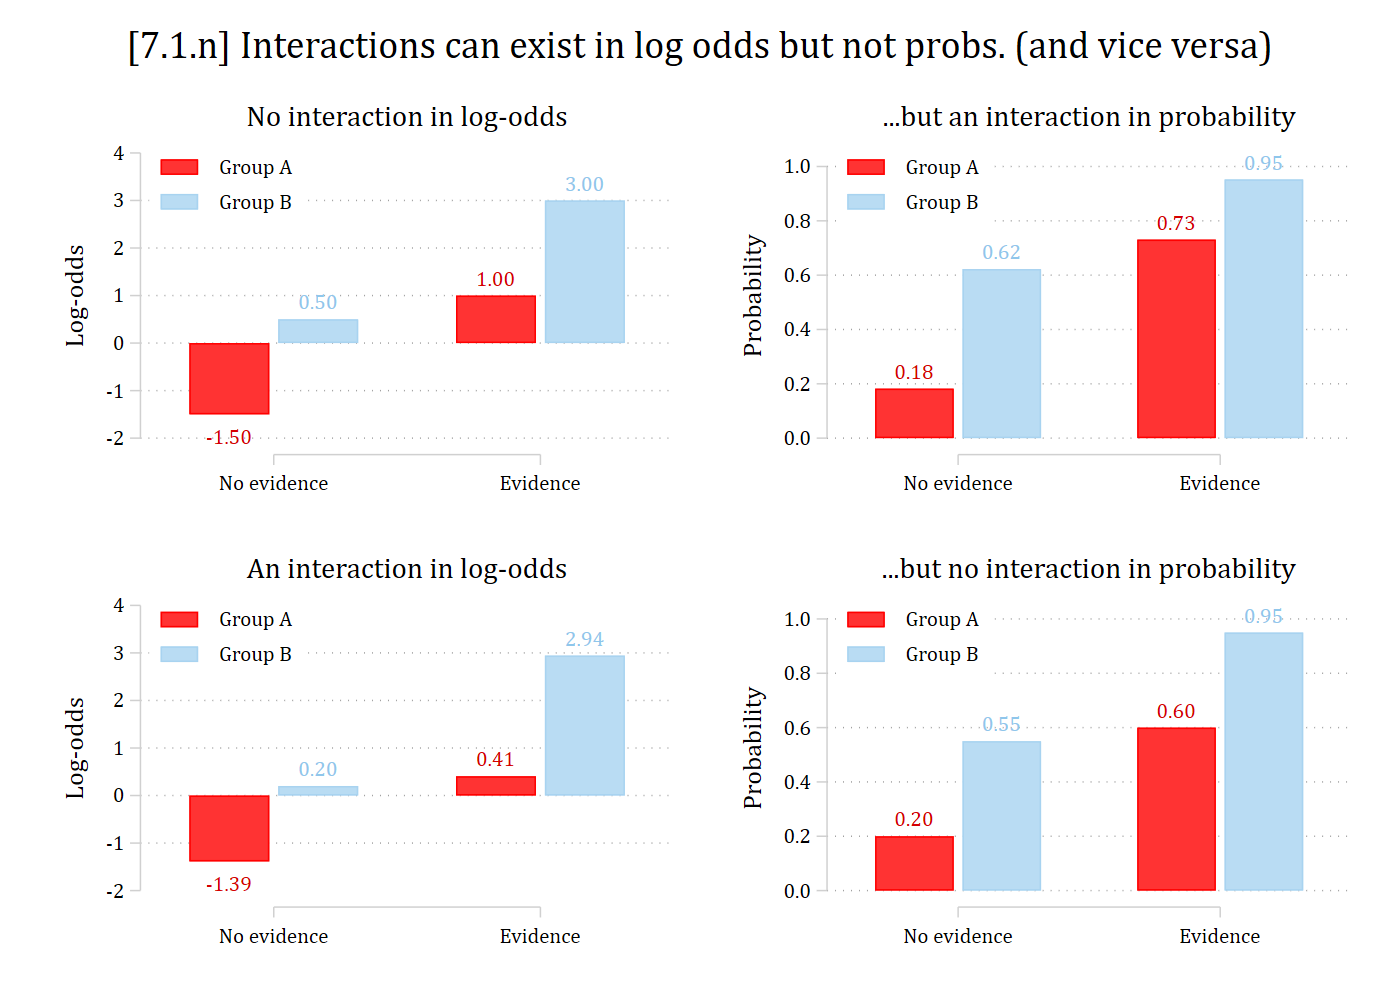 [7.1.n] Interactions can exist in log odds but not probs. (and vice versa)
No interaction in log-odds
Log-odds
4
3
2
1
0
-1
-2
Group A
Group B
-1.50
0.50
1.00
3.00
No evidence
Evidence
...but an interaction in probability
Probability
1.0
0.8
0.6
0.4
0.2
0.0
Group A
Group B
0.18
0.62
0.73
0.95
No evidence
Evidence
An interaction in log-odds
Log-odds
4
3
2
1
0
-1
-2
Group A
Group B
-1.39
0.20
0.41
2.94
No evidence
Evidence
...but no interaction in probability
Probability
1.0
0.8
0.6
0.4
0.2
0.0
Group A
Group B
0.20
0.55
0.60
0.95
No evidence
Evidence